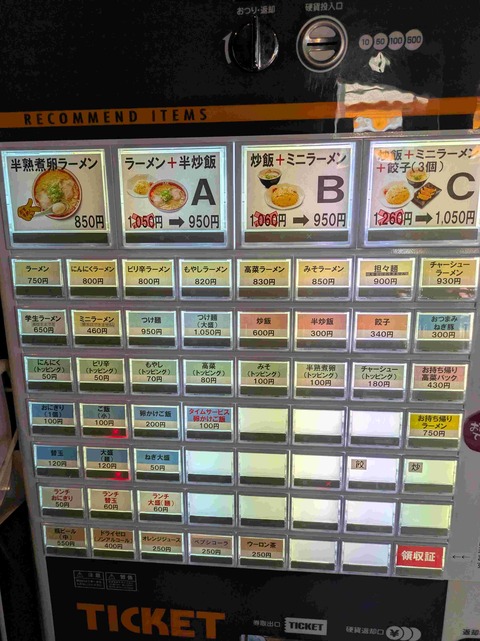 おつり・返却
硬貨投入口
10 50 100 500
RECOMMEND ITEMS
半熟煮卵ラーメン
850円
ラーメン+半炒飯
A
1,050円 → 950円
炒飯+ミニラーメン
B
1,060円 → 950円
炒飯+ミニラーメン
+餃子(3個)
C
1,260円 → 1,050円
ラーメン
750円
にんにくラーメン
800円
ピリ辛ラーメン
800円
もやしラーメン
820円
高菜ラーメン
830円
みそラーメン
850円
担々麺
900円
チャーシュー
ラーメン
930円
学生ラーメン
650円
ミニラーメン
460円
つけ麺
950円
つけ麺
(大盛)
1,050円
炒飯
600円
半炒飯
300円
餃子
340円
おつまみ
ねぎ豚
300円
にんにく
(トッピング)
50円
ピリ辛
(トッピング)
50円
もやし
(トッピング)
70円
高菜
(トッピング)
80円
みそ
(トッピング)
100円
半熟煮卵
(トッピング)
100円
チャーシュー
(トッピング)
180円
お持ち帰り
高菜パック
430円
おにぎり
(1個)
100円
ご飯
(小)
100円
卵かけご飯
200円
タイムサービス
卵かけご飯
100円
お持ち帰り
ラーメン
750円
替玉
120円
大盛
(麺)
120円
ねぎ大盛
50円
餃
炒
ランチ
おにぎり
50円
ランチ
替玉
60円
ランチ
大盛(麺)
60円
瓶ビール
(中)
550円
ドライゼロ
(ノンアルコール)
400円
オレンジジュース
250円
ペプシコーラ
250円
ウーロン茶
250円
領収証
TICKET
券取出口
TICKET
硬貨返却口